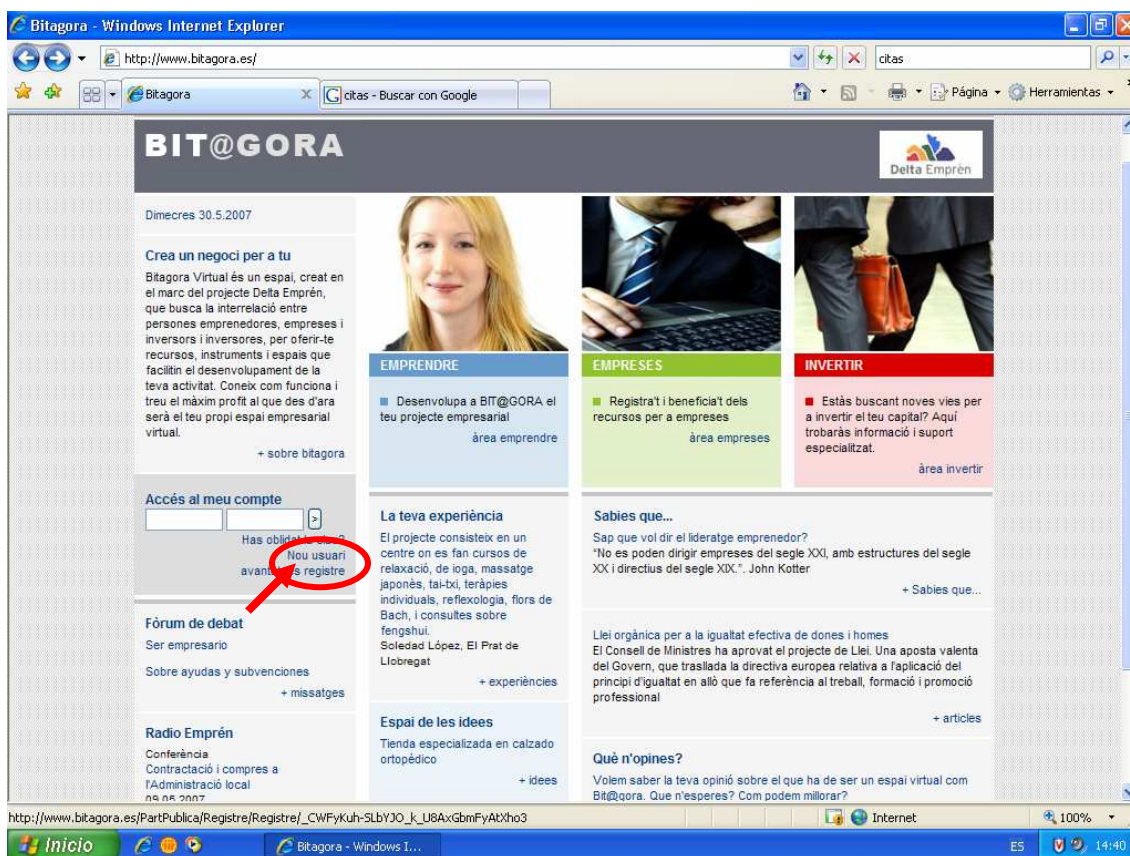 Bitagora - Windows Internet Explorer
http://www.bitagora.es/
citas
Bitagora
citas - Buscar con Google
Página
Herramientas
BIT@GORA
Delta Emprèn
Dimecres 30.5.2007
Crea un negoci per a tu
Bitagora Virtual és un espai, creat en
el marc del projecte Delta Emprén,
que busca la interrelació entre
persones emprenedores, empreses i
inversors i inversores, per oferir-te
recursos, instruments i espais que
facilitin el desenvolupament de la
teva activitat. Coneix com funciona i
treu el màxim profit al que des d'ara
serà el teu propi espai empresarial
virtual.
+ sobre bitagora
EMPRENDRE
Desenvolupa a BIT@GORA el
teu projecte empresarial
àrea emprendre
EMPRESES
Registra't i beneficia't dels
recursos per a empreses
àrea empreses
INVERTIR
Estàs buscant noves vies per
a invertir el teu capital? Aquí
trobaràs informació i suport
especialitzat.
àrea invertir
Accés al meu compte
>
Has
Nou usuari
registre
Fòrum de debat
Ser empresario
Sobre ayudas y subvenciones
+ missatges
Radio Emprén
Conferència
Contractació i compres a
l'Administració local
09.05.2007
La teva experiència
El projecte consisteix en un
centre on es fan cursos de
relaxació, de ioga, massatge
japonès, tai-txi, teràpies
individuals, reflexologia, flors de
Bach, i consultes sobre
fengshui.
Soledad López, El Prat de
Llobregat
+ experiències
Espai de les idees
Tienda especializada en calzado
ortopédico
+ idees
Sabies que...
Sap que vol dir el lideratge emprenedor?
“No es poden dirigir empreses del segle XXI, amb estructures del segle
XX i directius del segle XIX.”. John Kotter
+ Sabies que...
Llei orgànica per a la igualtat efectiva de dones i homes
El Consell de Ministres ha aprovat el projecte de Llei. Una aposta valenta
del Govern, que trasllada la directiva europea relativa a l'aplicació del
principi d'igualtat en allò que fa referència al treball, formació i promoció
professional
+ articles
Què n'opines?
Volem saber la teva opinió sobre el que ha de ser un espai virtual com
Bit@gora. Que n'esperes? Com podem millorar?
http://www.bitagora.es/PartPublica/Registre/Registre/_CWFyKuh-SLbYJO_k_U8AxGbmFyAtXho3
Internet
100%
Inicio
Bitagora - Windows I...
ES
14:40